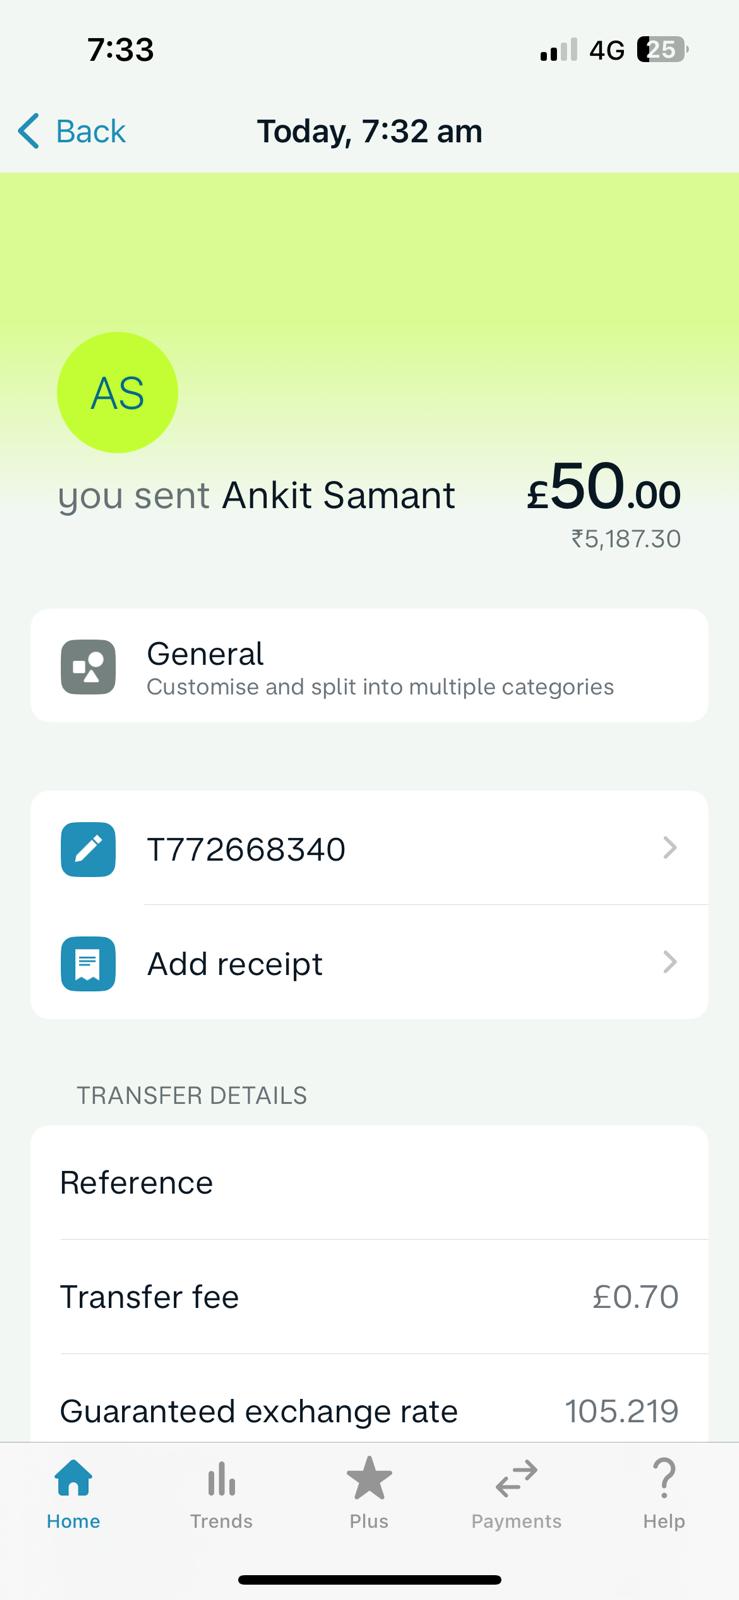 7:33
4G 25
Back
Today, 7:32 am
AS
you sent Ankit Samant
£50.00
₹5,187.30
General
Customise and split into multiple categories
T772668340
Add receipt
TRANSFER DETAILS
Reference
Transfer fee £0.70
Guaranteed exchange rate 105.219
Home Trends Plus Payments Help